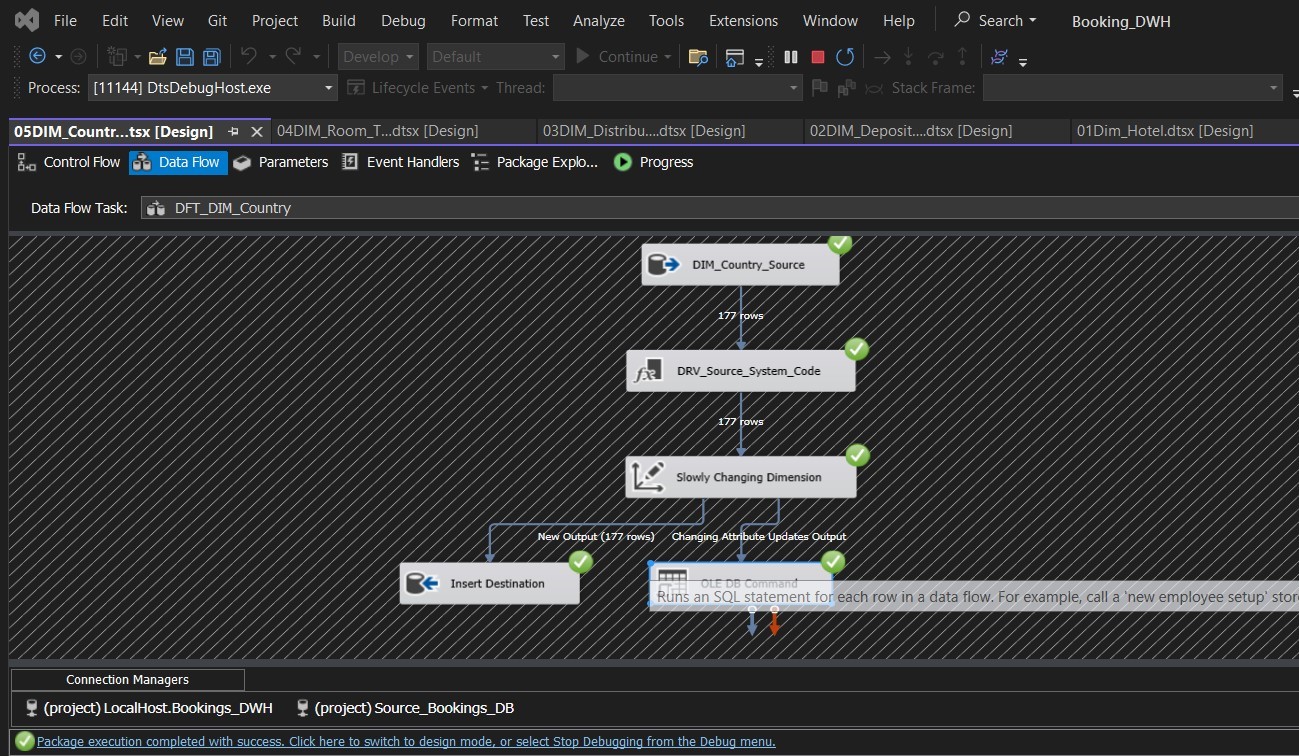 File Edit View Git Project Build Debug Format Test Analyze Tools Extensions Window Help Search Booking_DWH
Develop Default Continue
Process: [11144] DtsDebugHost.exe Lifecycle Events Thread: Stack Frame:
05DIM_Countr...tsx [Design] 04DIM_Room_T...dtsx [Design] 03DIM_Distribu....dtsx [Design] 02DIM_Deposit....dtsx [Design] 01Dim_Hotel.dtsx [Design]
Control Flow Data Flow Parameters Event Handlers Package Explo... Progress
Data Flow Task: DFT_DIM_Country
DIM_Country_Source
177 rows
fx DRV_Source_System_Code
177 rows
Slowly Changing Dimension
New Output (177 rows) Changing Attribute Updates Output
Insert Destination OLE DB Command
Runs an SQL statement for each row in a data flow. For example, call a 'new employee setup' stor
Connection Managers
(project) LocalHost.Bookings_DWH (project) Source_Bookings_DB
Package execution completed with success. Click here to switch to design mode, or select Stop Debugging from the Debug menu.